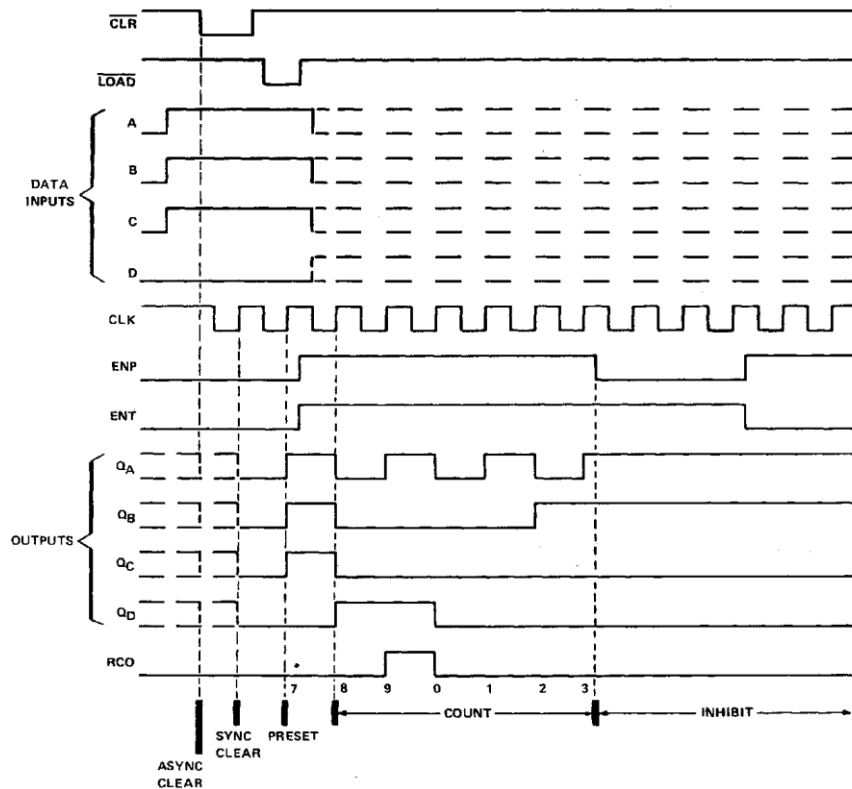 CLR
LOAD
A
B
DATA
INPUTS
C
D
CLK
ENP
ENT
QA
QB
OUTPUTS
QC
QD
RCO
7 8 9 0 1 2 3
COUNT INHIBIT
SYNC PRESET
CLEAR
ASYNC
CLEAR